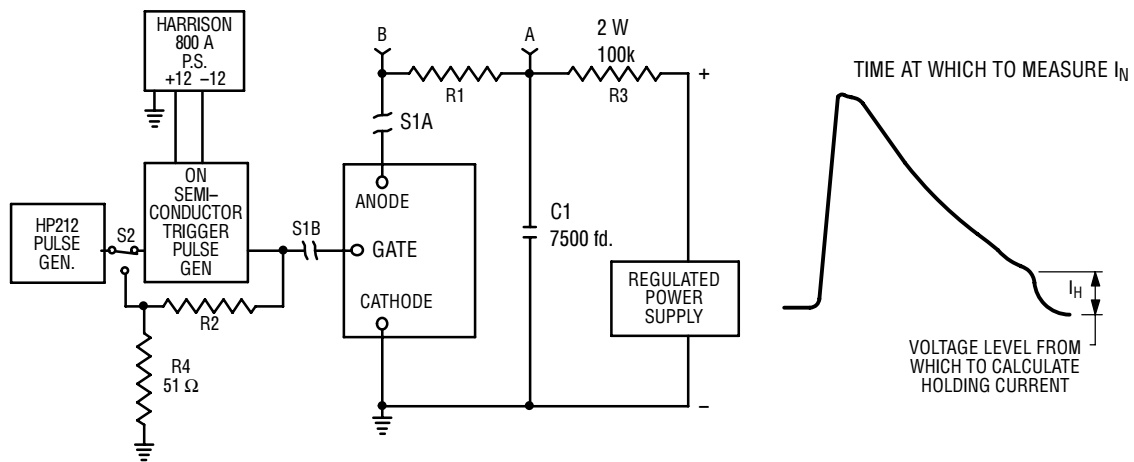 HARRISON
800 A
P.S.
+12 –12
B
A
2 W
100k
R1
R3
+
S1A
ON
SEMI–
CONDUCTOR
TRIGGER
PULSE
GEN
HP212
PULSE
GEN.
S2
S1B
ANODE
GATE
CATHODE
C1
7500 fd.
REGULATED
POWER
SUPPLY
R2
R4
51 Ω
–
TIME AT WHICH TO MEASURE IN
IH
VOLTAGE LEVEL FROM
WHICH TO CALCULATE
HOLDING CURRENT